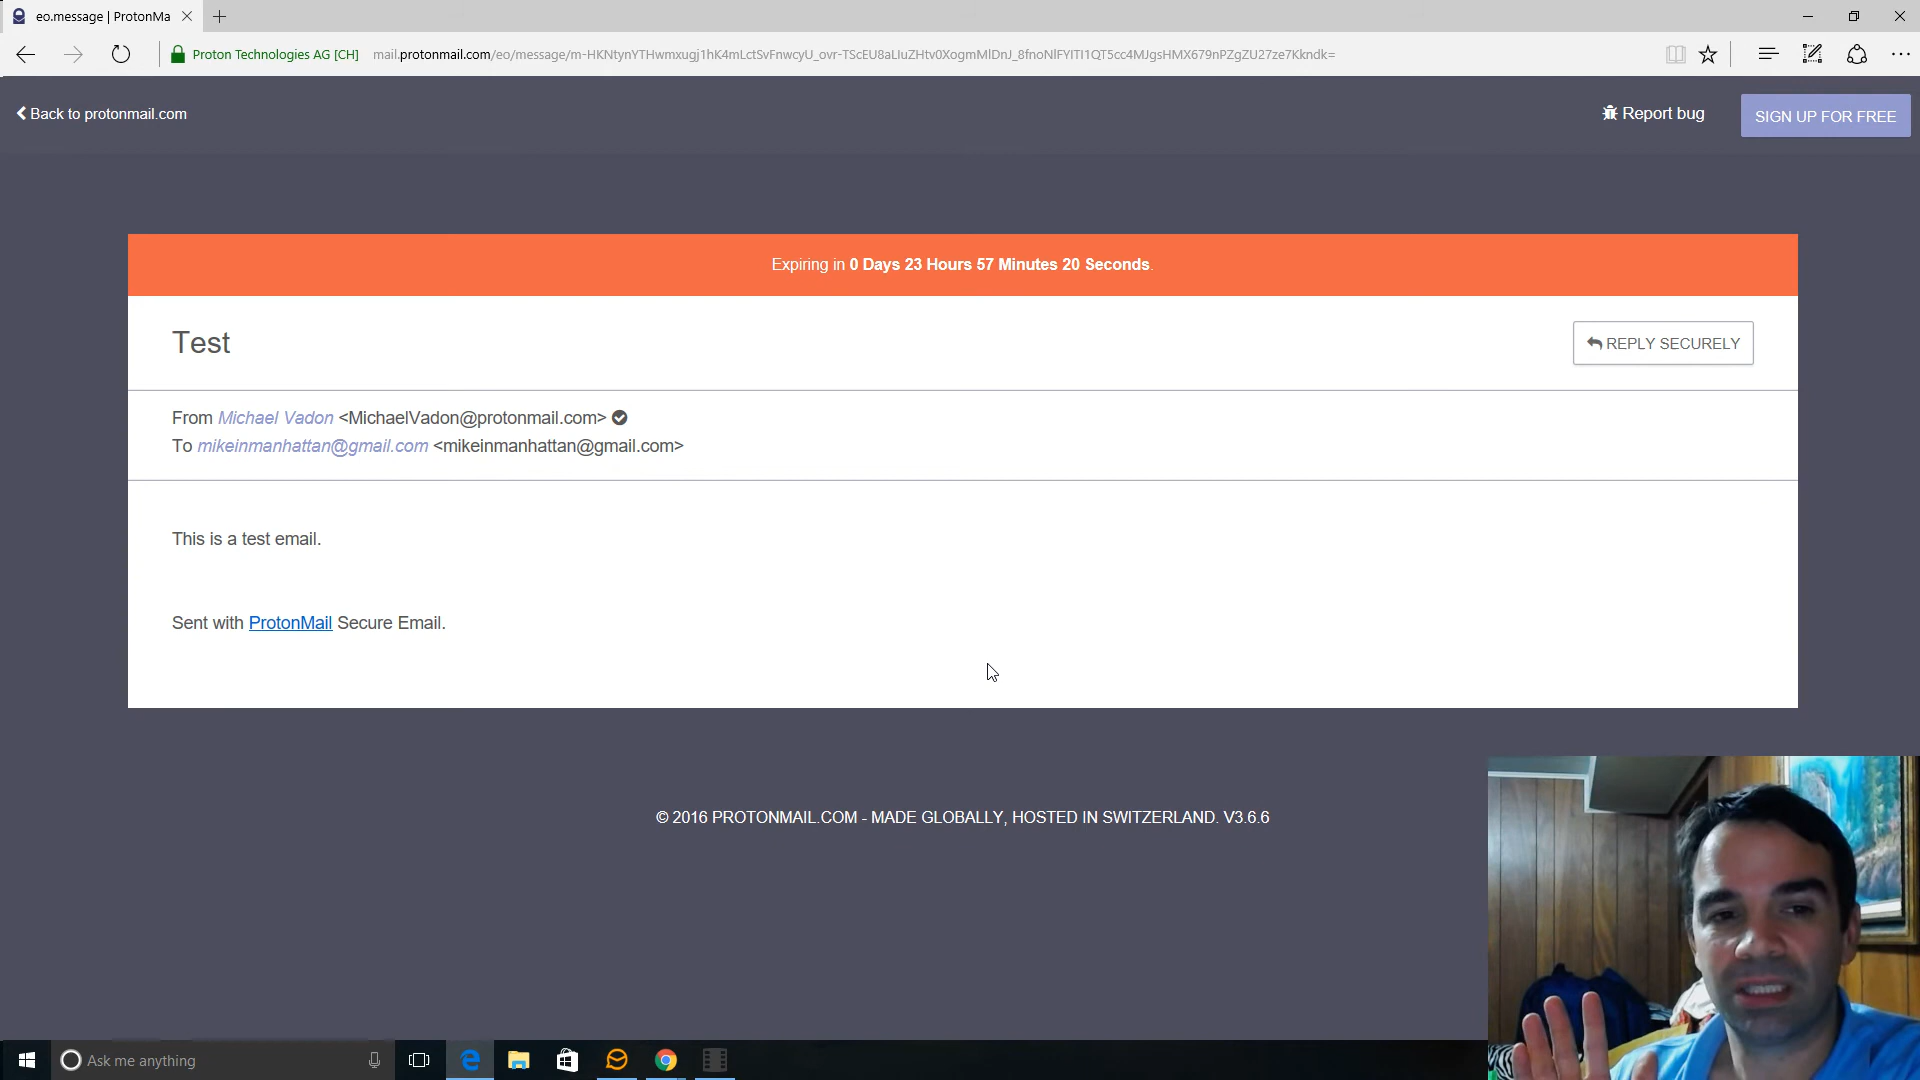 eo.message | ProtonMa
Proton Technologies AG [CH]
mail.protonmail.com/eo/message/m-HKNtynYTHwmxugj1hK4mLctSvFnwcyU_ovr-TScEU8aLIuZHtv0XogmMlDnJ_8fnoNlFYITI1QT5cc4MJgsHMX679nPZgZU27ze7Kkndk=
Back to protonmail.com
Report bug
SIGN UP FOR FREE
Expiring in 0 Days 23 Hours 57 Minutes 20 Seconds.
Test
REPLY SECURELY
From Michael Vadon <MichaelVadon@protonmail.com>
To mikeinmanhattan@gmail.com <mikeinmanhattan@gmail.com>
This is a test email.
Sent with ProtonMail Secure Email.
© 2016 PROTONMAIL.COM - MADE GLOBALLY, HOSTED IN SWITZERLAND. V3.6.6
Ask me anything